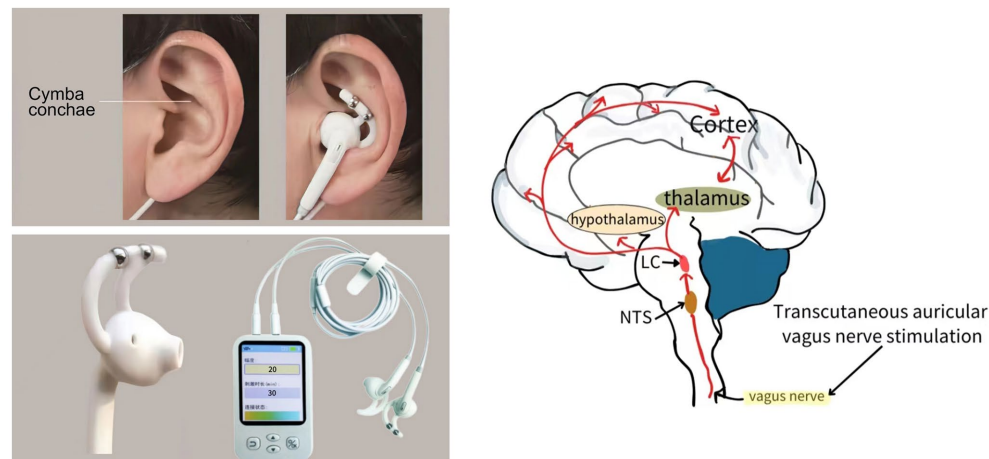 Cymba
conchae
20
30
Cortex
thalamus
hypothalamus
LC
NTS
Transcutaneous auricular
vagus nerve stimulation
vagus nerve